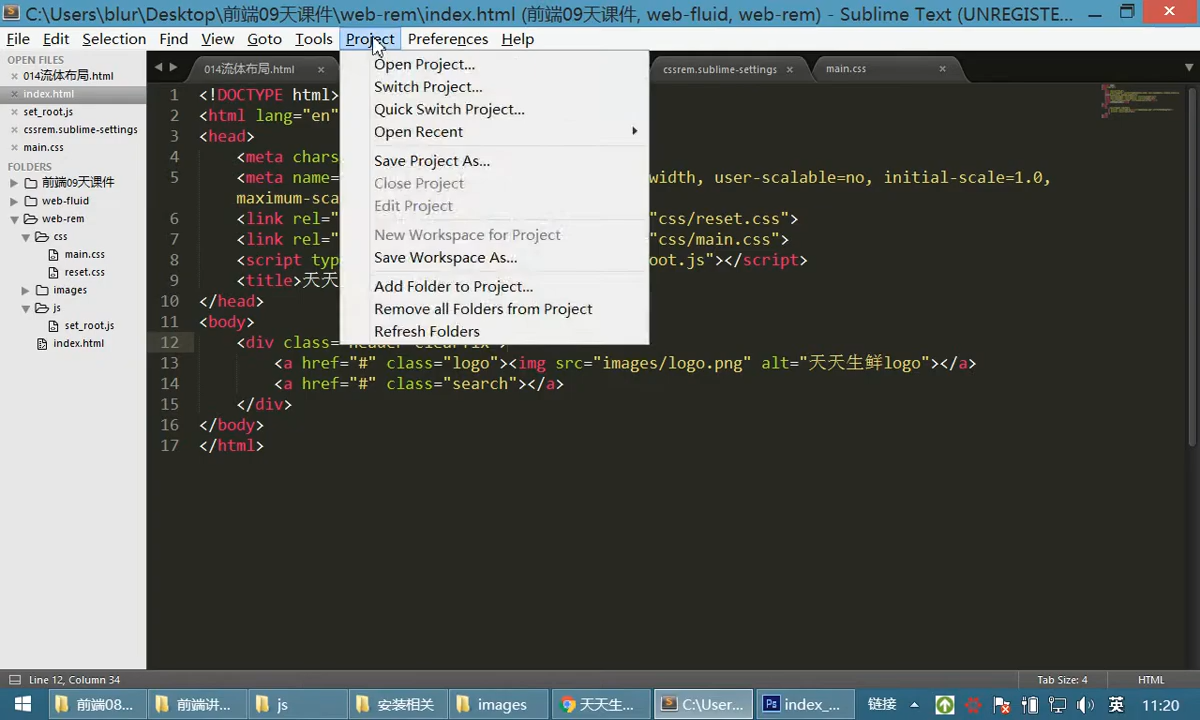 C:\Users\blur\Desktop\前端09天课件\web-rem\index.html (前端09天课件, web-fluid, web-rem) - Sublime Text (UNREGISTE...
File Edit Selection Find View Goto Tools Project Preferences Help
OPEN FILES
014流体布局.html
index.html
set_root.js
cssrem.sublime-settings
main.css
FOLDERS
前端09天课件
web-fluid
web-rem
css
main.css
reset.css
images
js
set_root.js
index.html
014流体布局.html
cssrem.sublime-settings
main.css
Open Project...
Switch Project...
Quick Switch Project...
Open Recent
Save Project As...
Close Project
Edit Project
New Workspace for Project
Save Workspace As...
Add Folder to Project...
Remove all Folders from Project
Refresh Folders
1 <!DOCTYPE html>
2 <html lang="en"
3 <head>
4 <meta chars
5 <meta name= width, user-scalable=no, initial-scale=1.0,
maximum-sca
6 <link rel=" "css/reset.css">
7 <link rel=" "css/main.css">
8 <script typ oot.js"></script>
9 <title>天天
10 </head>
11 <body>
12 <div class="header clearfix">
13 <a href="#" class="logo"><img src="images/logo.png" alt="天天生鲜logo"></a>
14 <a href="#" class="search"></a>
15 </div>
16 </body>
17 </html>
Line 12, Column 34
Tab Size: 4
HTML
前端08...
前端讲...
js
安装相关
images
天天生...
C:\User...
Ps index_...
链接
英
11:20